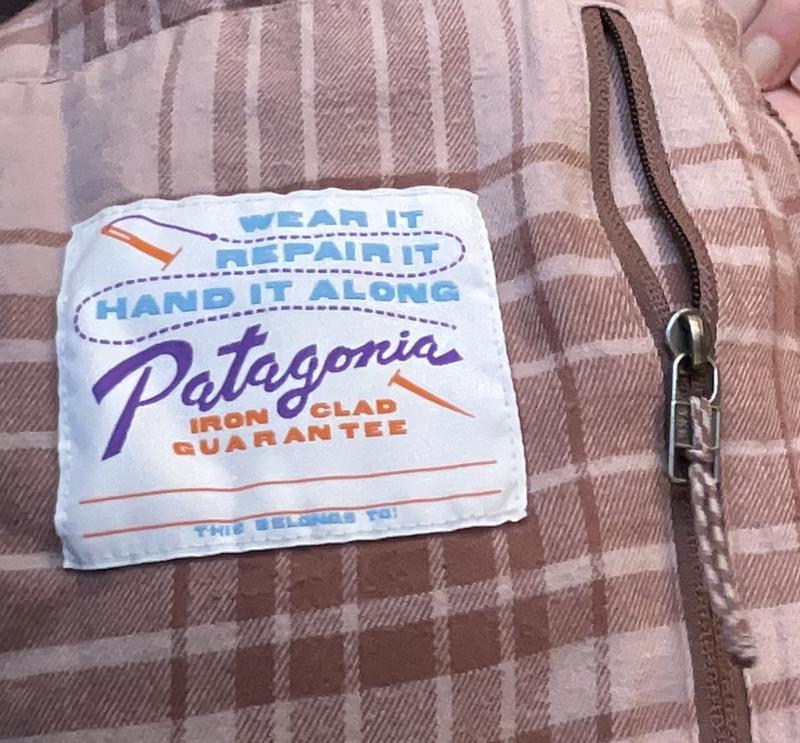 WEAR IT
REPAIR IT
HAND IT ALONG
Patagonia
IRON CLAD
GUARANTEE
THIS BELONGS TO: